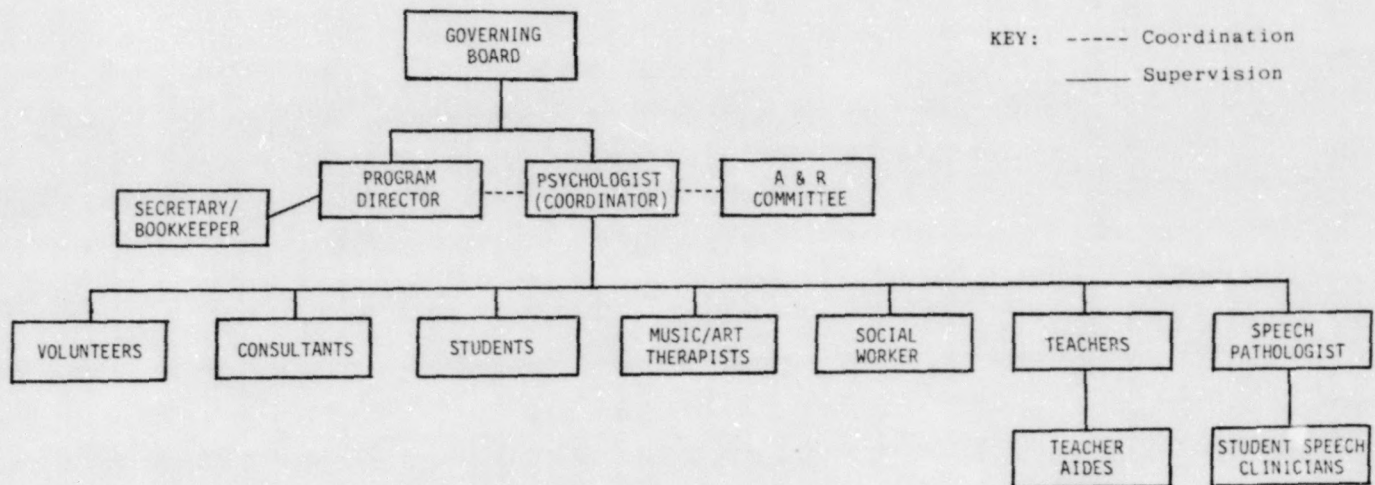 GOVERNING
BOARD
KEY: ----- Coordination
_____ Supervision
PROGRAM
DIRECTOR
PSYCHOLOGIST
(COORDINATOR)
A & R
COMMITTEE
SECRETARY/
BOOKKEEPER
VOLUNTEERS
CONSULTANTS
STUDENTS
MUSIC/ART
THERAPISTS
SOCIAL
WORKER
TEACHERS
SPEECH
PATHOLOGIST
TEACHER
AIDES
STUDENT SPEECH
CLINICIANS